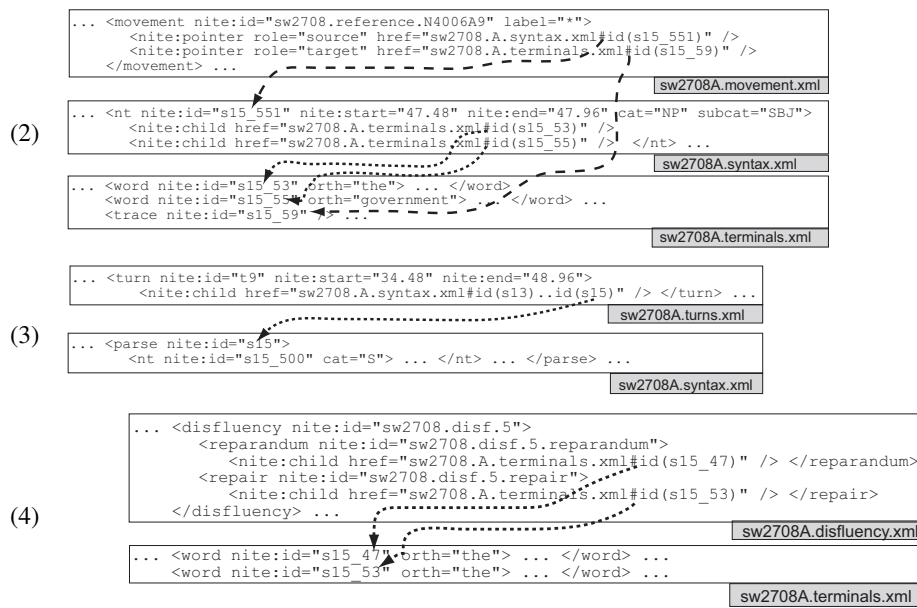 ... <movement nite:id="sw2708.reference.N4006A9" label="*">
<nite:pointer role="source" href="sw2708.A.syntax.xml#id(s15_551)" />
<nite:pointer role="target" href="sw2708.A.terminals.xml#id(s15_59)" />
</movement> ...
sw2708A.movement.xml
(2)
... <nt nite:id="s15_551" nite:start="47.48" nite:end="47.96" cat="NP" subcat="SBJ">
<nite:child href="sw2708.A.terminals.xml#id(s15_53)" />
<nite:child href="sw2708.A.terminals.xml#id(s15_55)" /> </nt> ...
sw2708A.syntax.xml
... <word nite:id="s15_53" orth="the"> ... </word>
<word nite:id="s15_55" orth="government"> ... </word> ...
<trace nite:id="s15_59" /> ...
sw2708A.terminals.xml
... <turn nite:id="t9" nite:start="34.48" nite:end="48.96">
<nite:child href="sw2708.A.syntax.xml#id(s13)..id(s15)" /> </turn> ...
sw2708A.turns.xml
(3)
... <parse nite:id="s15">
<nt nite:id="s15_500" cat="S"> ... </nt> ... </parse> ...
sw2708A.syntax.xml
... <disfluency nite:id="sw2708.disf.5">
<reparandum nite:id="sw2708.disf.5.reparandum">
<nite:child href="sw2708.A.terminals.xml#id(s15_47)" /> </reparandum>
<repair nite:id="sw2708.disf.5.repair">
<nite:child href="sw2708.A.terminals.xml#id(s15_53)" /> </repair>
</disfluency> ...
(4)
sw2708A.disfluency.xml
... <word nite:id="s15_47" orth="the"> ... </word> ...
<word nite:id="s15_53" orth="the"> ... </word> ...
sw2708A.terminals.xml